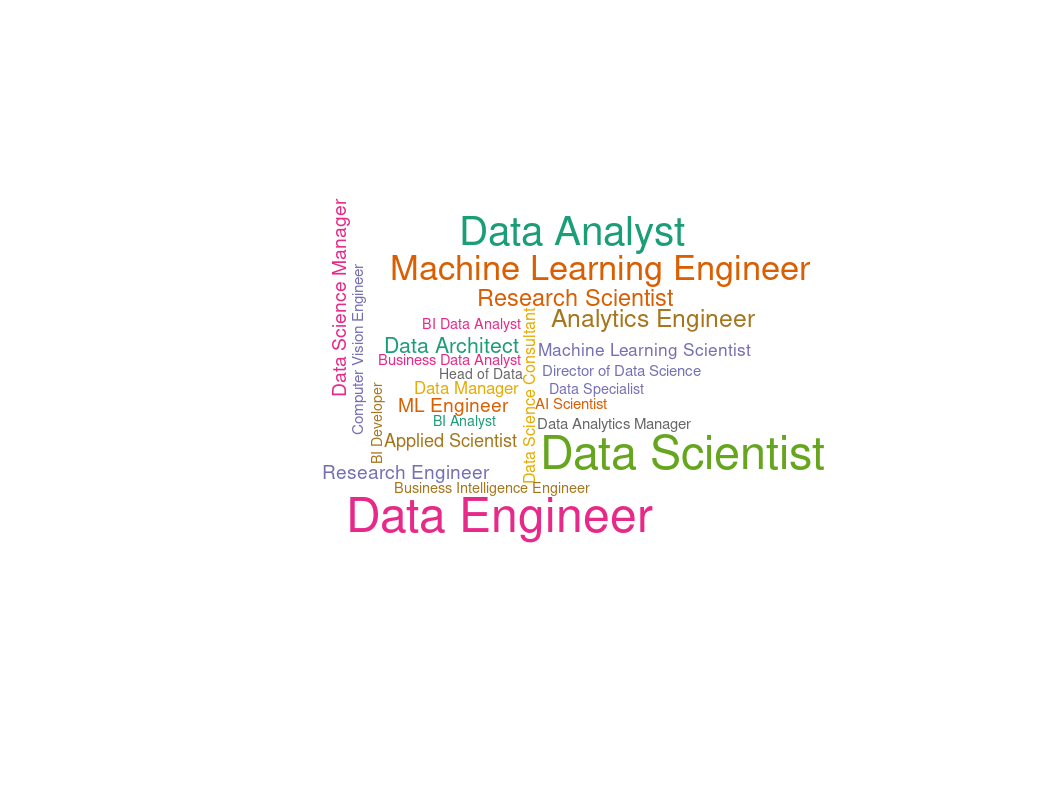 Data Science Manager
Computer Vision Engineer
BI Developer
Data Analyst
Machine Learning Engineer
Research Scientist
Analytics Engineer
BI Data Analyst
Data Architect
Machine Learning Scientist
Business Data Analyst
Director of Data Science
Head of Data
Data Manager
Data Specialist
ML Engineer
AI Scientist
BI Analyst
Data Analytics Manager
Data Science Consultant
Applied Scientist
Data Scientist
Research Engineer
Business Intelligence Engineer
Data Engineer